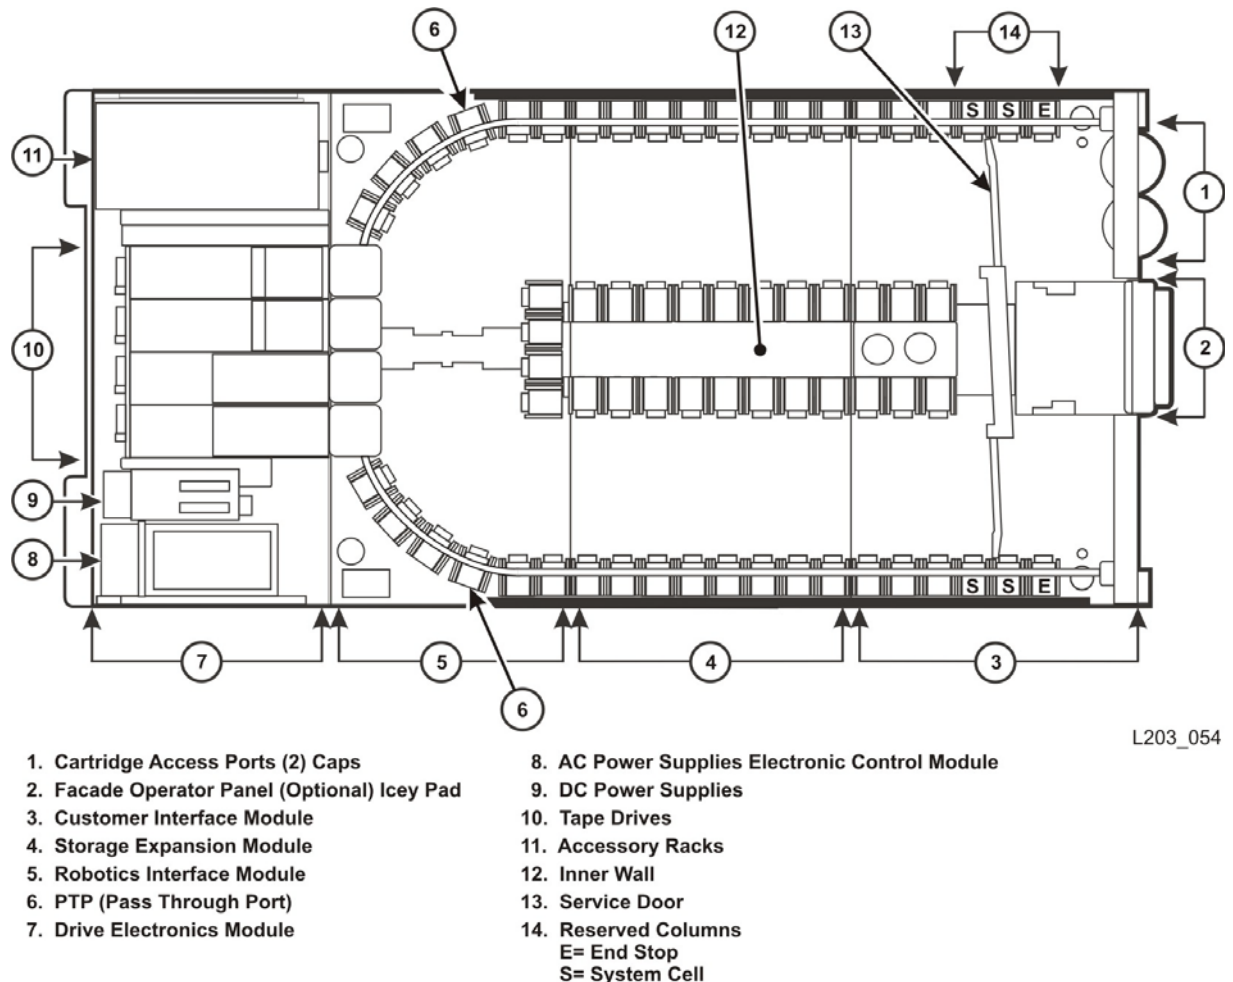 6
12
13
14
S S E
11
1
10
2
9
8
S S E
7
5
4
3
6
L203_054
1. Cartridge Access Ports (2) Caps
2. Facade Operator Panel (Optional) Icey Pad
3. Customer Interface Module
4. Storage Expansion Module
5. Robotics Interface Module
6. PTP (Pass Through Port)
7. Drive Electronics Module
8. AC Power Supplies Electronic Control Module
9. DC Power Supplies
10. Tape Drives
11. Accessory Racks
12. Inner Wall
13. Service Door
14. Reserved Columns
E= End Stop
S= System Cell